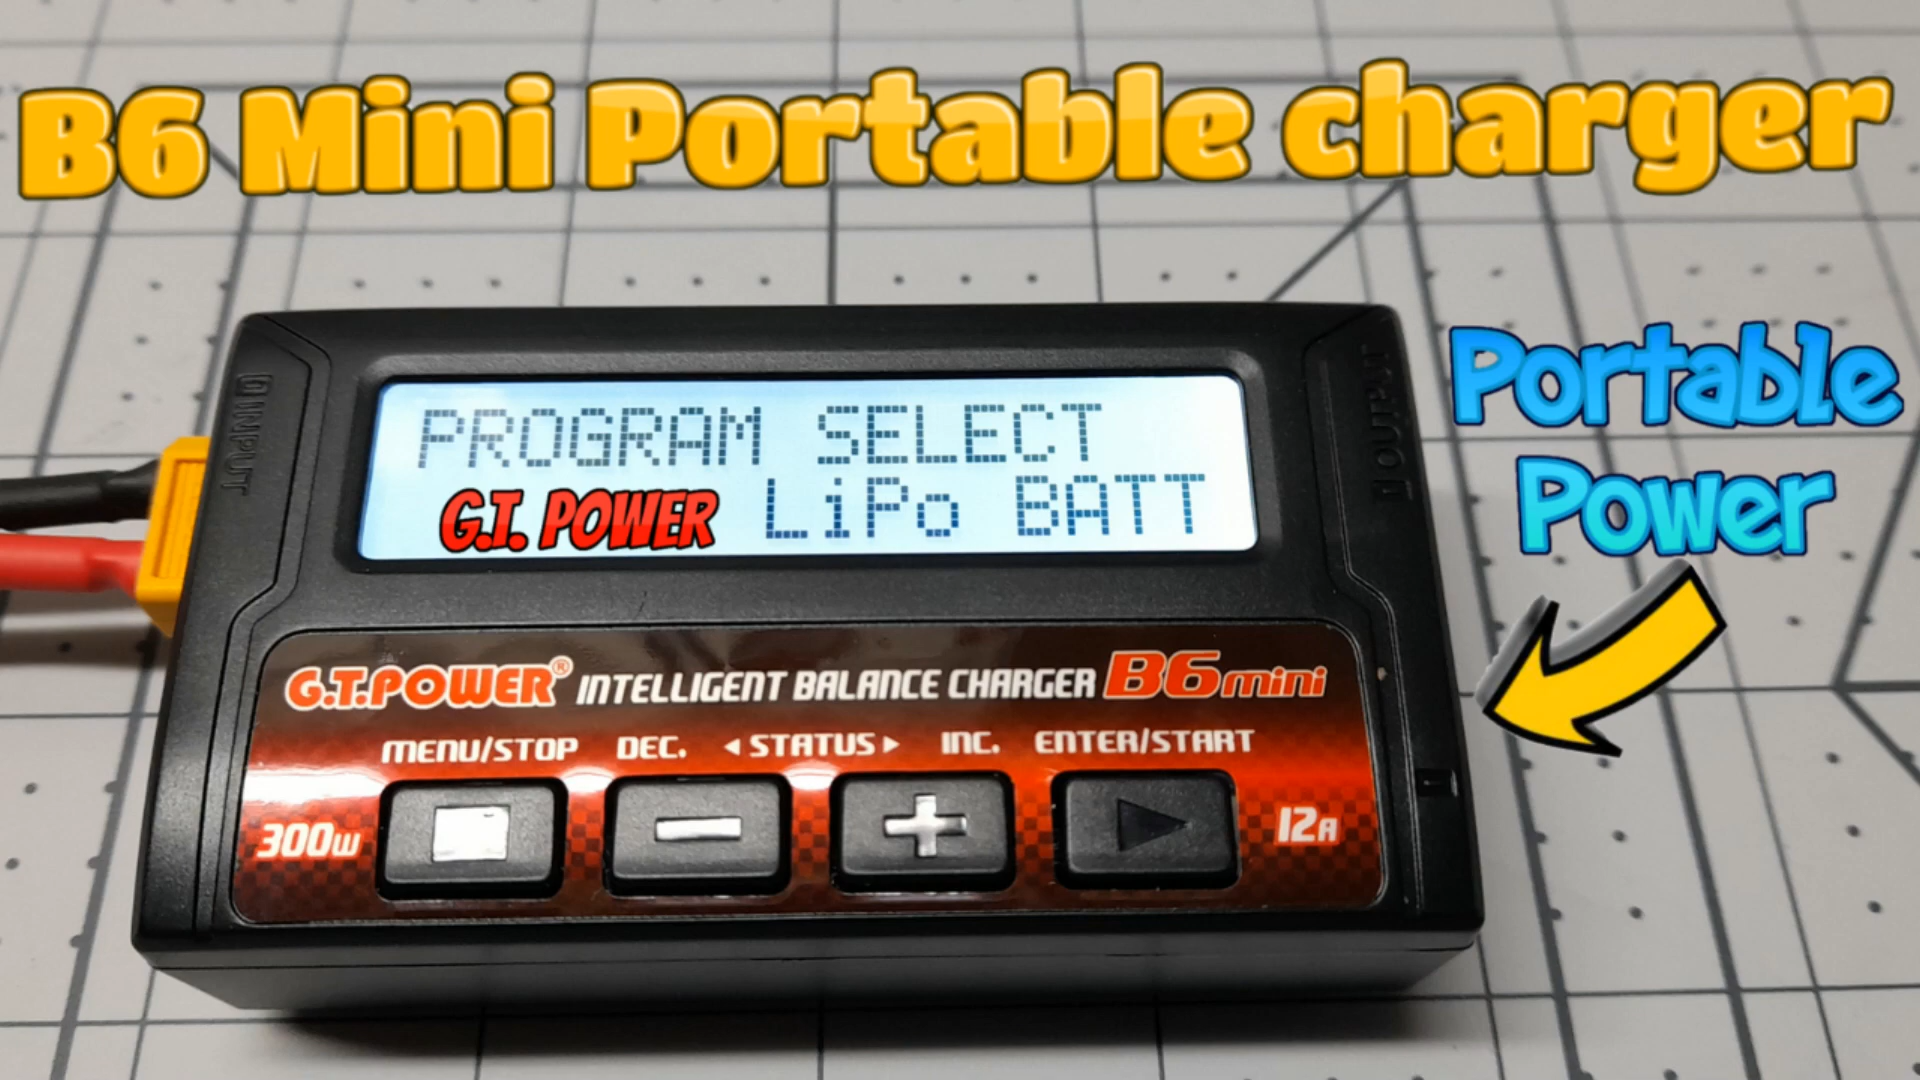 B6 Mini Portable charger
Portable
Power
PROGRAM SELECT
G.T. POWER LiPo BATT
INPUT
G.T.POWER® INTELLIGENT BALANCE CHARGER B6mini
MENU/STOP DEC. ◄ STATUS ► INC. ENTER/START
300W
12A